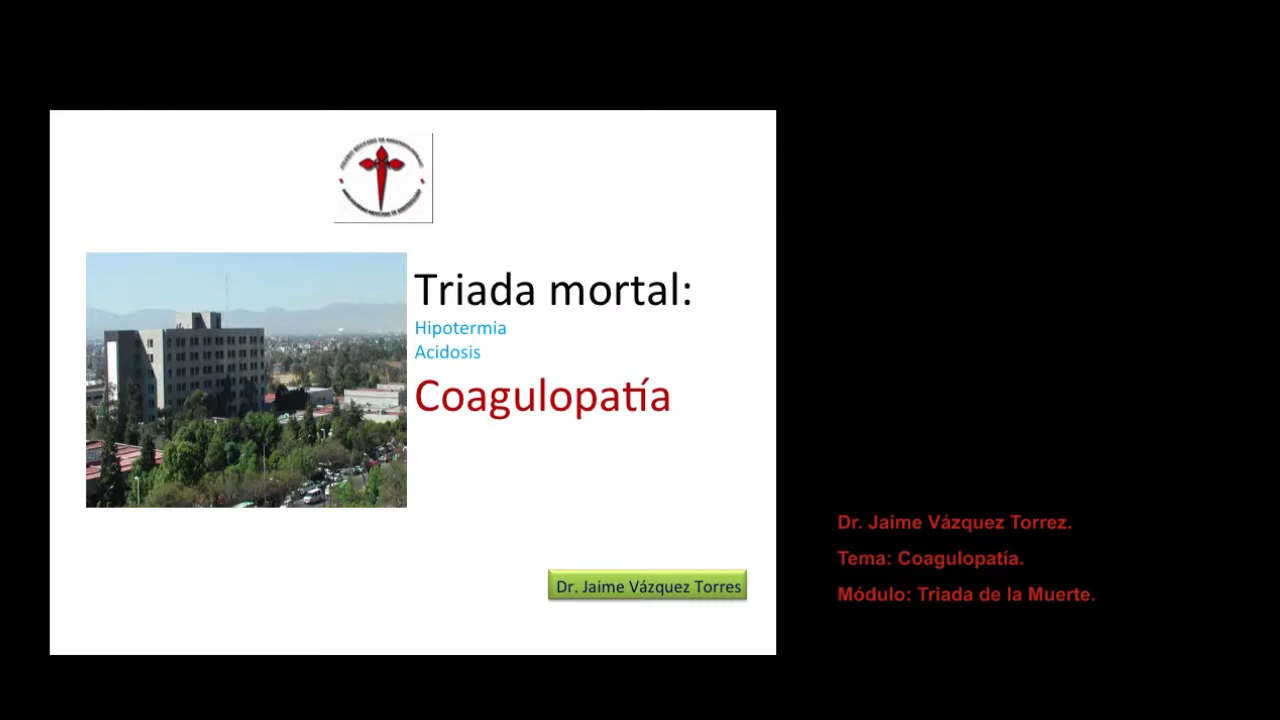 Triada mortal:
Hipotermia
Acidosis
Coagulopatía
Dr. Jaime Vázquez Torres
Dr. Jaime Vázquez Torrez.
Tema: Coagulopatía.
Módulo: Triada de la Muerte.